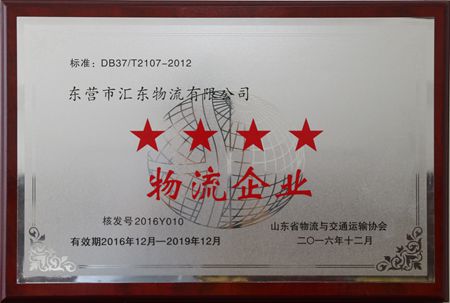 标准：DB37/T2107-2012
东营市汇东物流有限公司
★★★★
物流企业
核发号2016Y010
山东省物流与交通运输协会
有效期2016年12月—2019年12月
二〇一六年十二月